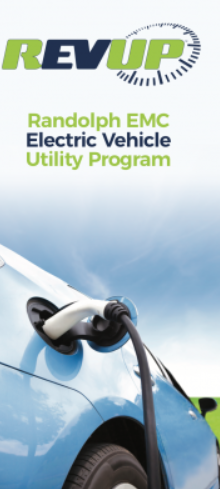 REVUP
Randolph EMC
Electric Vehicle
Utility Program